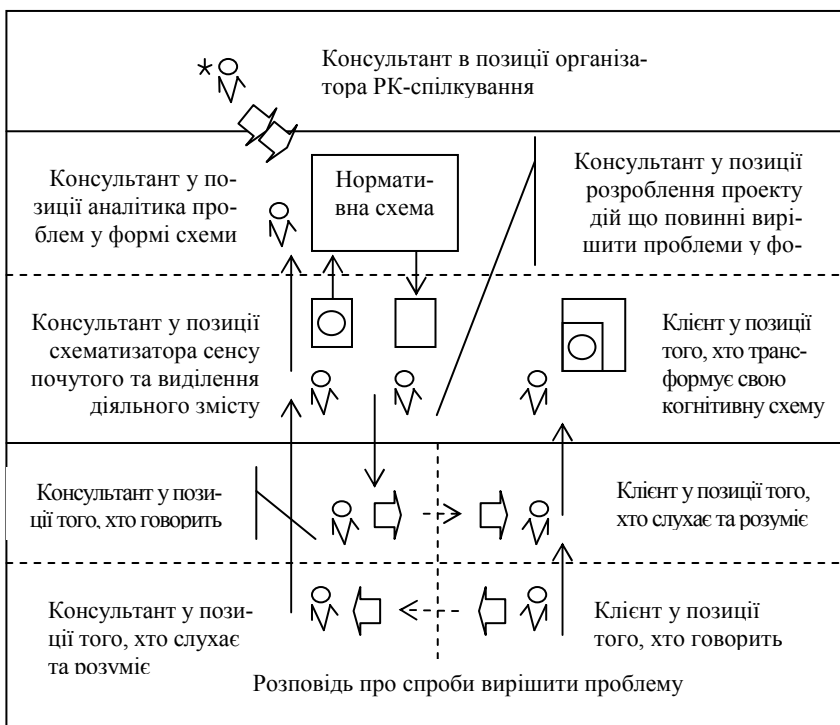 Консультант в позиції організа-
тора РК-спілкування
Консультант у по-
зиції аналітика про-
блем у формі схеми
Нормати-
вна схема
Консультант у позиції
розроблення проекту
дій що повинні вирі-
шити проблеми у фо-
Консультант у позиції
схематизатора сенсу
почутого та виділення
діяльного змісту
Клієнт у позиції
того, хто транс-
формує свою
когнітивну схему
Консультант у пози-
ції того, хто говорить
Клієнт у позиції того,
хто слухає та розуміє
Консультант у пози-
ції того, хто слухає
та розуміє
Клієнт у позиції
того, хто говорить
Розповідь про спроби вирішити проблему